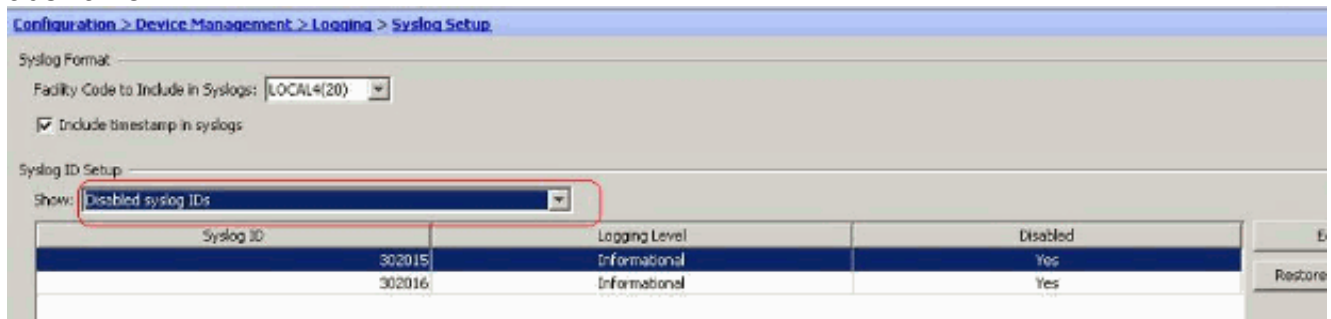 Configuration > Device Management > Logging > Syslog Setup
Syslog Format
Facility Code to Include in Syslogs: LOCAL4(20)
Include timestamp in syslogs
Syslog ID Setup
Show: Disabled syslog IDs
Syslog ID Logging Level Disabled
302015 Informational Yes
302016 Informational Yes
Restore